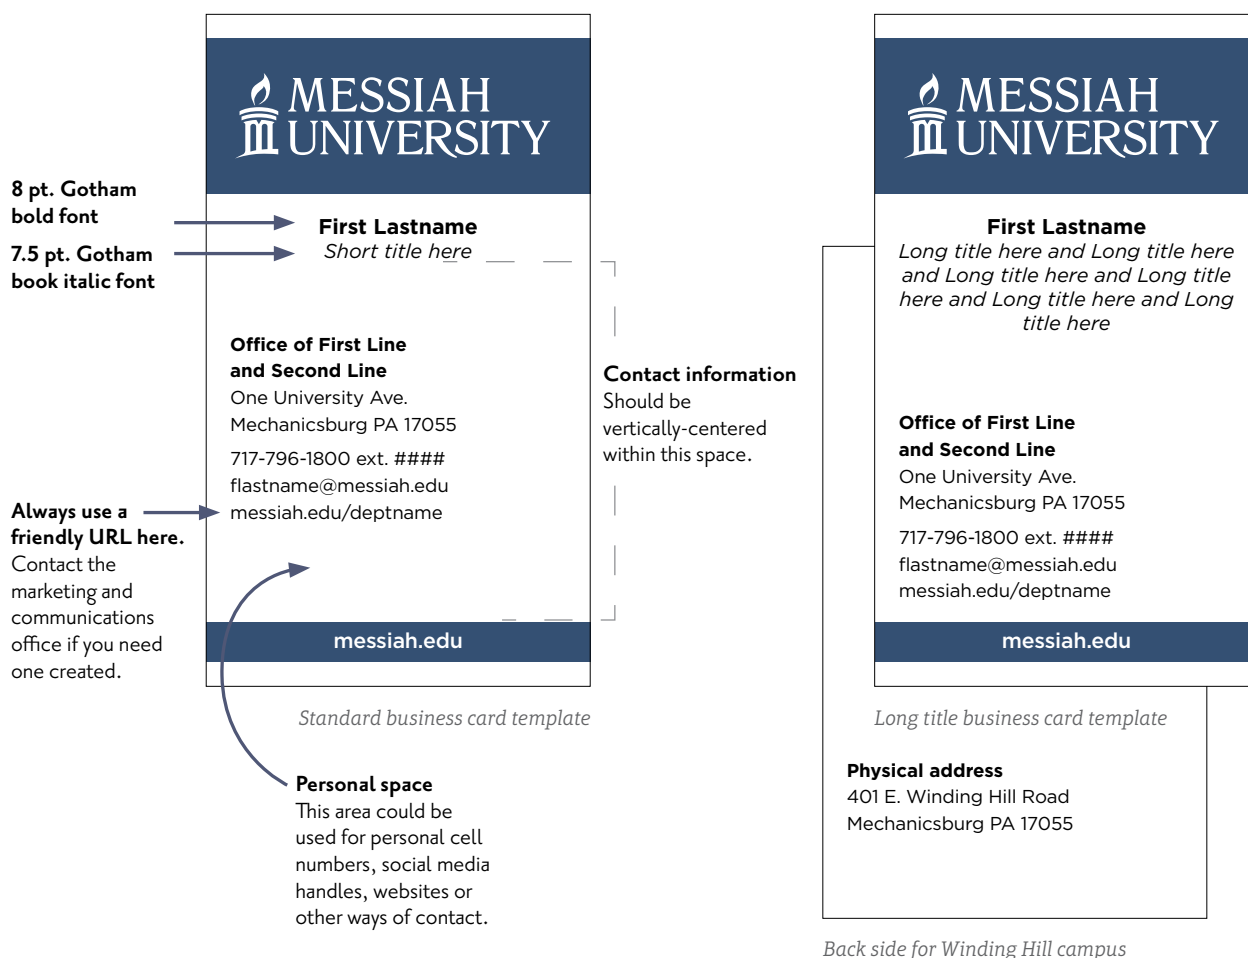 MESSIAH
UNIVERSITY
8 pt. Gotham
bold font
First Lastname
7.5 pt. Gotham
book italic font
Short title here
Office of First Line
and Second Line
One University Ave.
Mechanicsburg PA 17055
717-796-1800 ext. ####
flastname@messiah.edu
messiah.edu/deptname
Contact information
Should be
vertically-centered
within this space.
Always use a
friendly URL here.
Contact the
marketing and
communications
office if you need
one created.
messiah.edu
Standard business card template
Personal space
This area could be
used for personal cell
numbers, social media
handles, websites or
other ways of contact.
MESSIAH
UNIVERSITY
First Lastname
Long title here and Long title here
and Long title here and Long title
here and Long title here and Long
title here
Office of First Line
and Second Line
One University Ave.
Mechanicsburg PA 17055
717-796-1800 ext. ####
flastname@messiah.edu
messiah.edu/deptname
messiah.edu
Long title business card template
Physical address
401 E. Winding Hill Road
Mechanicsburg PA 17055
Back side for Winding Hill campus